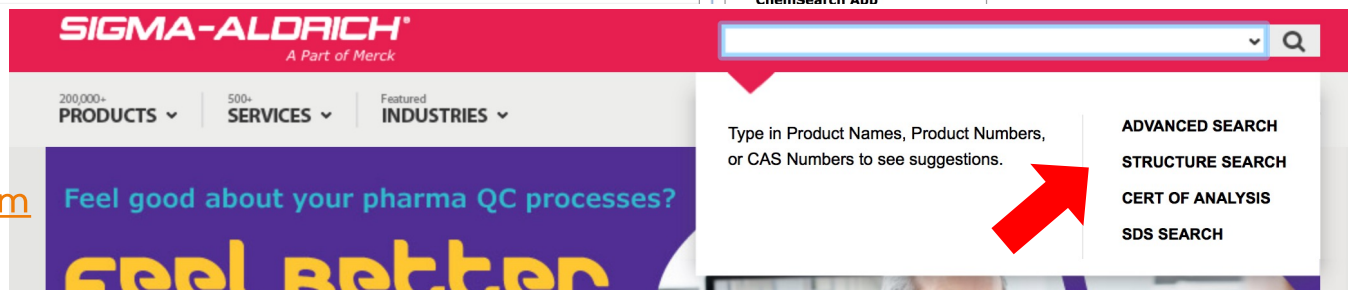 ChemSearch App
SIGMA-ALDRICH®
A Part of Merck
200,000+
PRODUCTS
500+
SERVICES
Featured
INDUSTRIES
Type in Product Names, Product Numbers,
or CAS Numbers to see suggestions.
ADVANCED SEARCH
STRUCTURE SEARCH
CERT OF ANALYSIS
SDS SEARCH
m
Feel good about your pharma QC processes?
Feel Better